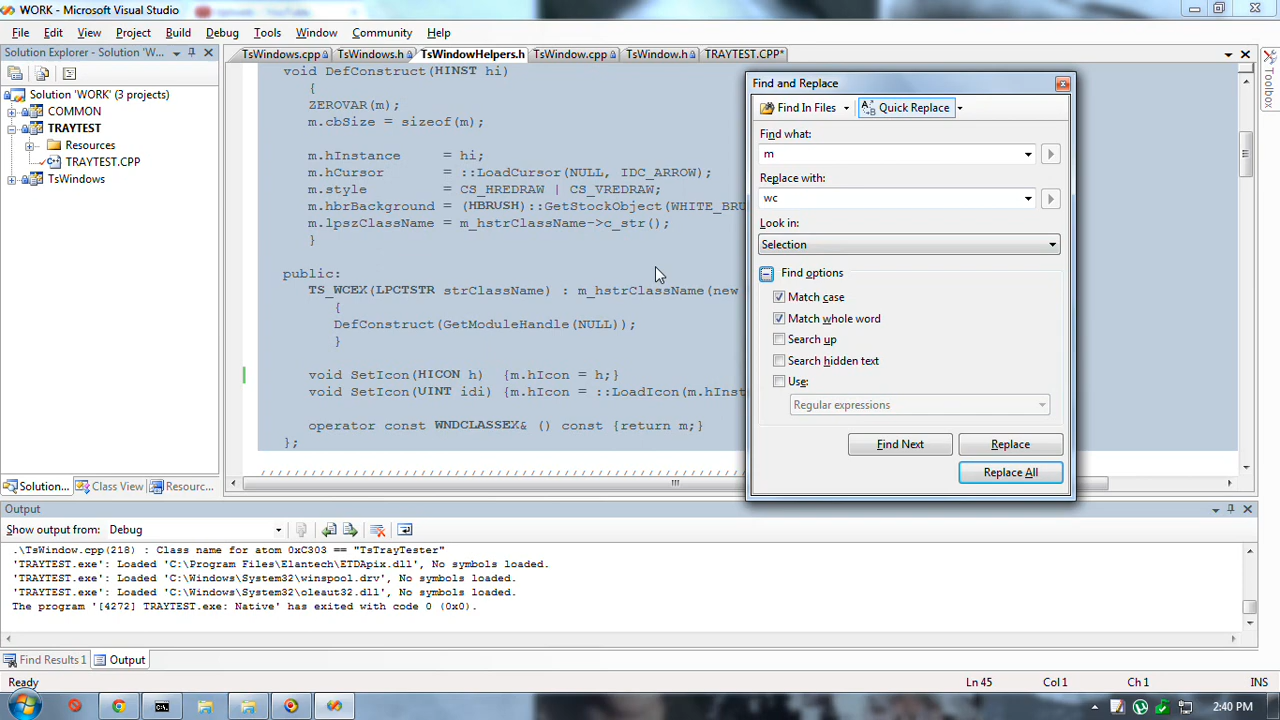 WORK - Microsoft Visual Studio
File Edit View Project Build Debug Tools Window Community Help
Solution Explorer - Solution 'W...
Solution 'WORK' (3 projects)
COMMON
TRAYTEST
Resources
TRAYTEST.CPP
TsWindows
Solution... Class View Resourc...
TsWindows.cpp TsWindows.h TsWindowHelpers.h TsWindow.cpp TsWindow.h TRAYTEST.CPP*
void DefConstruct(HINST hi)
{
ZEROVAR(m);
m.cbSize = sizeof(m);
m.hInstance = hi;
m.hCursor = ::LoadCursor(NULL, IDC_ARROW);
m.style = CS_HREDRAW | CS_VREDRAW;
m.hbrBackground = (HBRUSH)::GetStockObject(WHITE_BRU
m.lpszClassName = m_hstrClassName->c_str();
}
public:
TS_WCEX(LPCTSTR strClassName) : m_hstrClassName(new
{
DefConstruct(GetModuleHandle(NULL));
}
void SetIcon(HICON h) {m.hIcon = h;}
void SetIcon(UINT idi) {m.hIcon = ::LoadIcon(m.hInst
operator const WNDCLASSEX& () const {return m;}
};
//////////////////////////////////////////////////////
Find and Replace
Find In Files Quick Replace
Find what:
m
Replace with:
wc
Look in:
Selection
Find options
Match case
Match whole word
Search up
Search hidden text
Use:
Regular expressions
Find Next Replace
Replace All
Toolbox
Output
Show output from: Debug
.\TsWindow.cpp(218) : Class name for atom 0xC303 == "TsTrayTester"
'TRAYTEST.exe': Loaded 'C:\Program Files\Elantech\ETDApix.dll', No symbols loaded.
'TRAYTEST.exe': Loaded 'C:\Windows\System32\winspool.drv', No symbols loaded.
'TRAYTEST.exe': Loaded 'C:\Windows\System32\oleaut32.dll', No symbols loaded.
The program '[4272] TRAYTEST.exe: Native' has exited with code 0 (0x0).
Find Results 1 Output
Ready Ln 45 Col 1 Ch 1 INS
2:40 PM